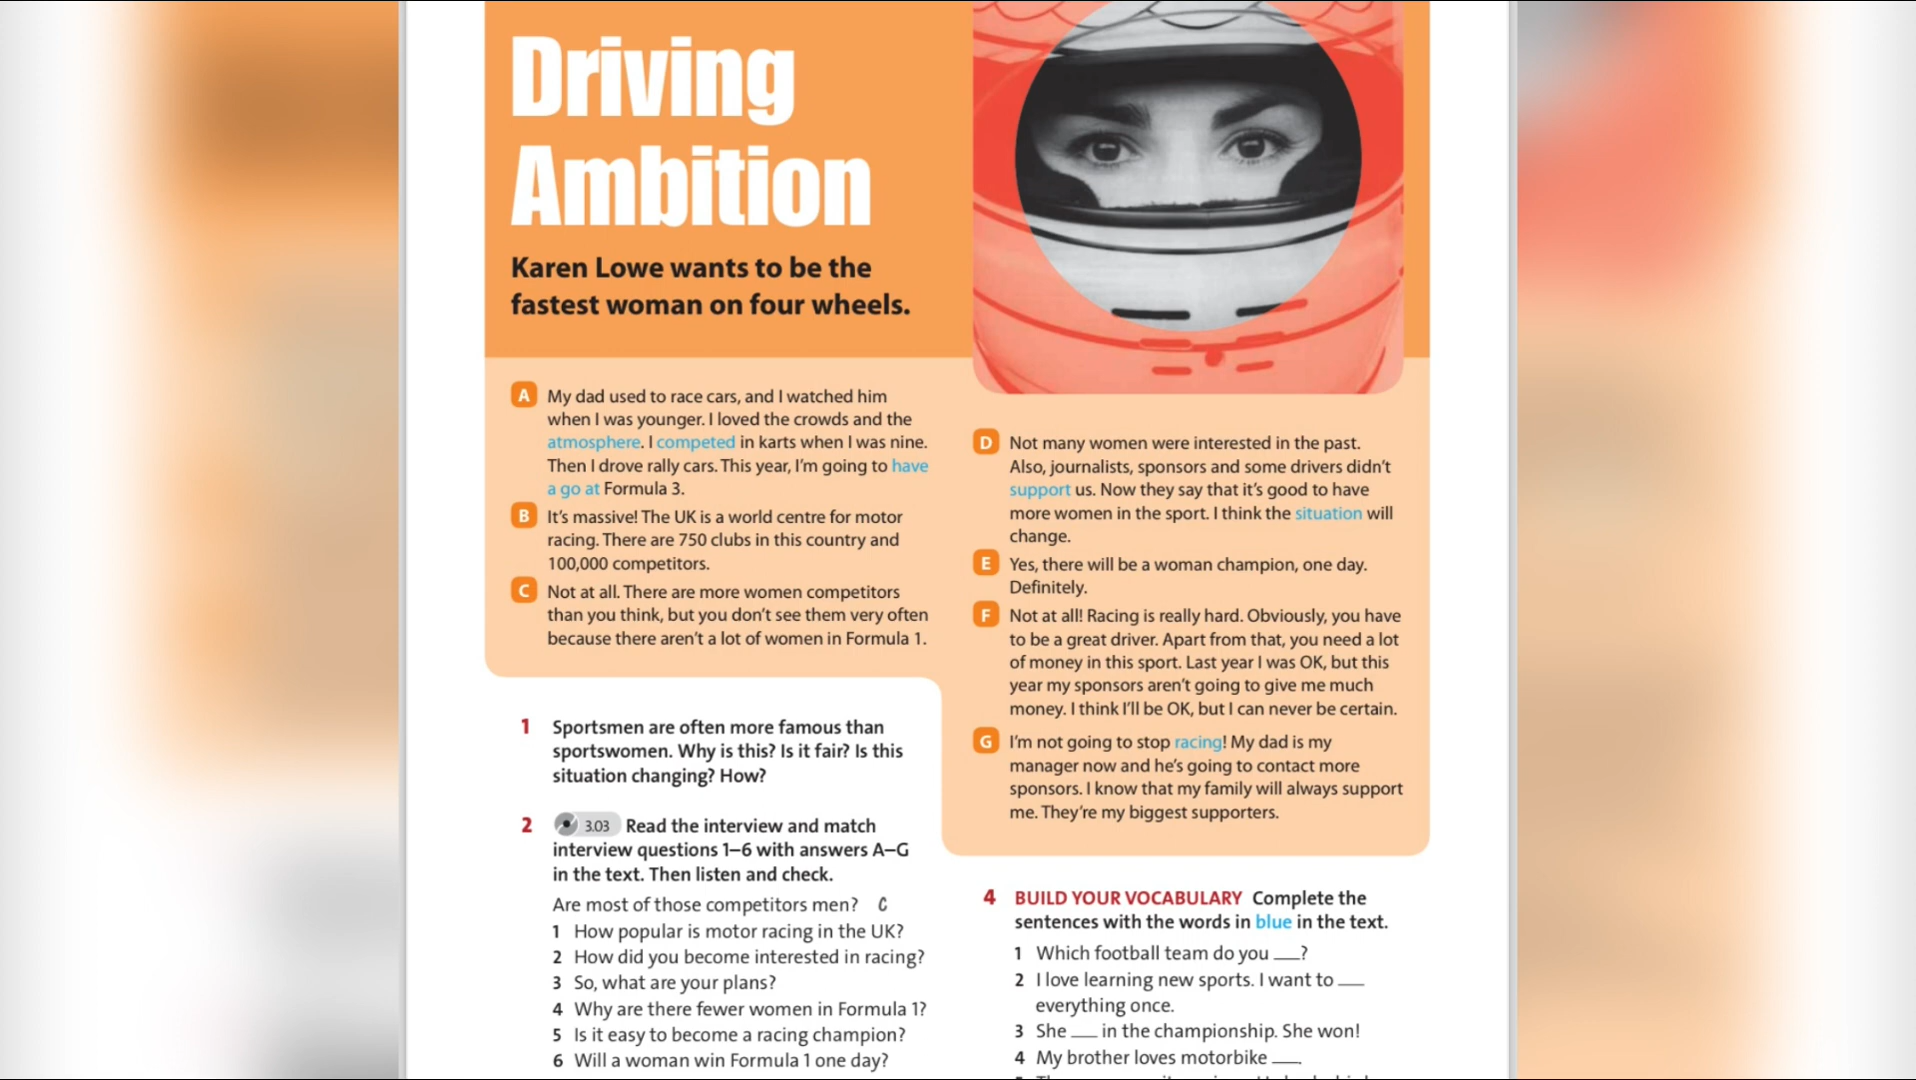 Driving
Ambition
Karen Lowe wants to be the
fastest woman on four wheels.
A My dad used to race cars, and I watched him
when I was younger. I loved the crowds and the
atmosphere. I competed in karts when I was nine.
Then I drove rally cars. This year, I'm going to have
a go at Formula 3.
B It's massive! The UK is a world centre for motor
racing. There are 750 clubs in this country and
100,000 competitors.
C Not at all. There are more women competitors
than you think, but you don't see them very often
because there aren't a lot of women in Formula 1.
D Not many women were interested in the past.
Also, journalists, sponsors and some drivers didn't
support us. Now they say that it's good to have
more women in the sport. I think the situation will
change.
E Yes, there will be a woman champion, one day.
Definitely.
F Not at all! Racing is really hard. Obviously, you have
to be a great driver. Apart from that, you need a lot
of money in this sport. Last year I was OK, but this
year my sponsors aren't going to give me much
money. I think I'll be OK, but I can never be certain.
G I'm not going to stop racing! My dad is my
manager now and he's going to contact more
sponsors. I know that my family will always support
me. They're my biggest supporters.
1 Sportsmen are often more famous than
sportswomen. Why is this? Is it fair? Is this
situation changing? How?
2 3.03 Read the interview and match
interview questions 1–6 with answers A–G
in the text. Then listen and check.
Are most of those competitors men? C
1 How popular is motor racing in the UK?
2 How did you become interested in racing?
3 So, what are your plans?
4 Why are there fewer women in Formula 1?
5 Is it easy to become a racing champion?
6 Will a woman win Formula 1 one day?
4 BUILD YOUR VOCABULARY Complete the
sentences with the words in blue in the text.
1 Which football team do you ___?
2 I love learning new sports. I want to ___
everything once.
3 She ___ in the championship. She won!
4 My brother loves motorbike ___.